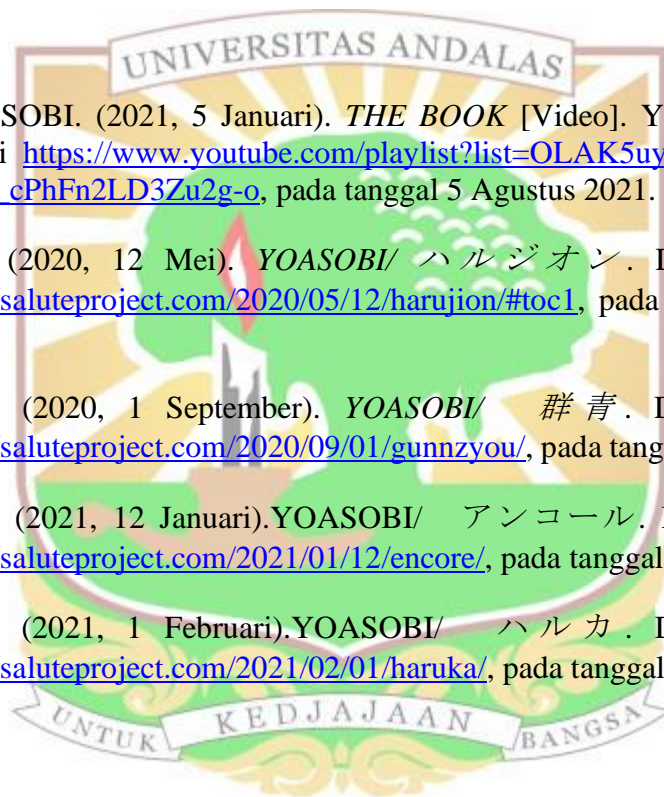 UNIVERSITAS ANDALAS
SOBI. (2021, 5 Januari). THE BOOK [Video]. Y
i https://www.youtube.com/playlist?list=OLAK5uy
_cPhFn2LD3Zu2g-o, pada tanggal 5 Agustus 2021.
(2020, 12 Mei). YOASOBI/ ハルジオン. D
saluteproject.com/2020/05/12/harujion/#toc1, pada
(2020, 1 September). YOASOBI/ 群青. D
saluteproject.com/2020/09/01/gunnzyou/, pada tang
(2021, 12 Januari).YOASOBI/ アンコール.
/saluteproject.com/2021/01/12/encore/, pada tanggal
(2021, 1 Februari).YOASOBI/ ハルカ. D
/saluteproject.com/2021/02/01/haruka/, pada tanggal
UNTUK KEDJAJAAN BANGSA